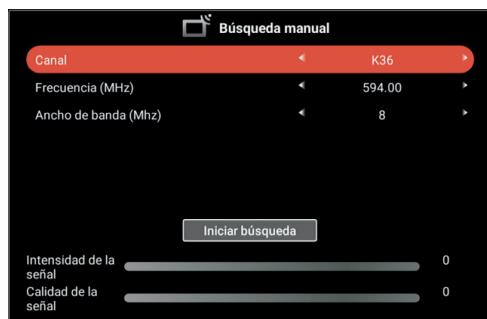 Búsqueda manual
Canal K36
Frecuencia (MHz) 594.00
Ancho de banda (Mhz) 8
Iniciar búsqueda
Intensidad de la 0
señal
Calidad de la 0
señal